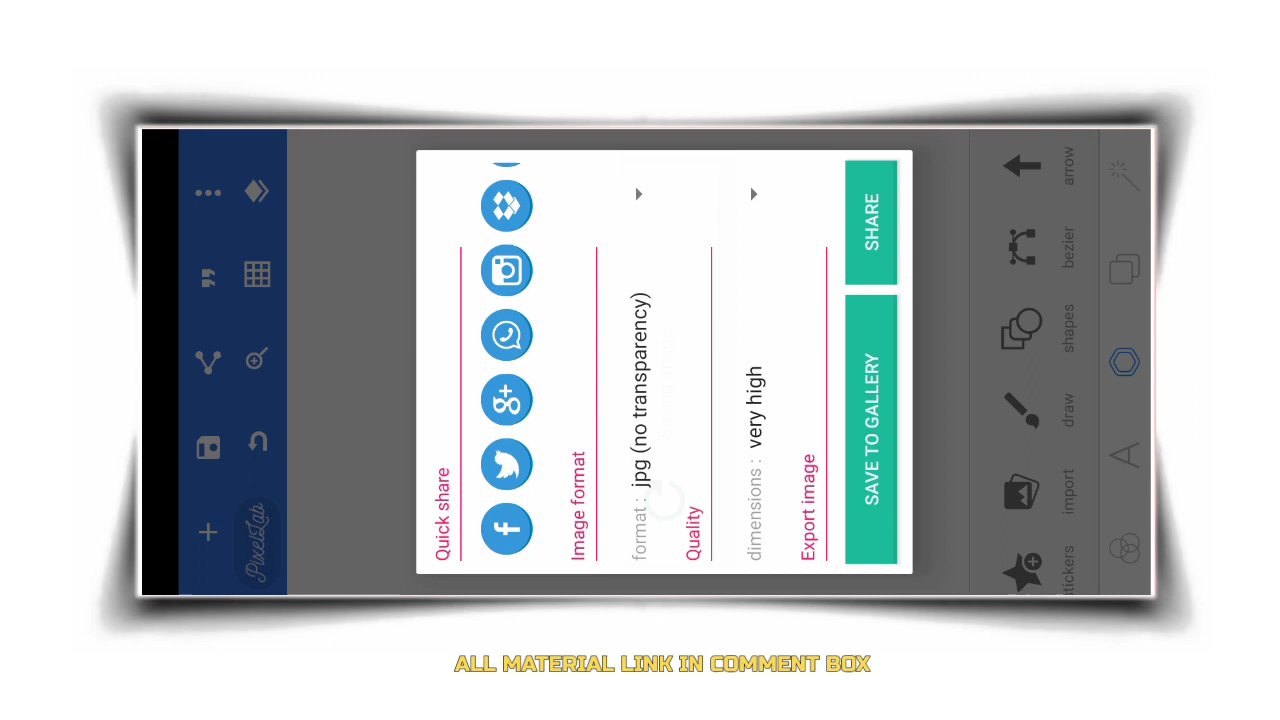 PixelLab
Quick share
Image format
format : jpg (no transparency)
Quality
dimensions : very high
Export image
SAVE TO GALLERY
SHARE
stickers
import
draw
shapes
bezier
arrow
ALL MATERIAL LINK IN COMMENT BOX